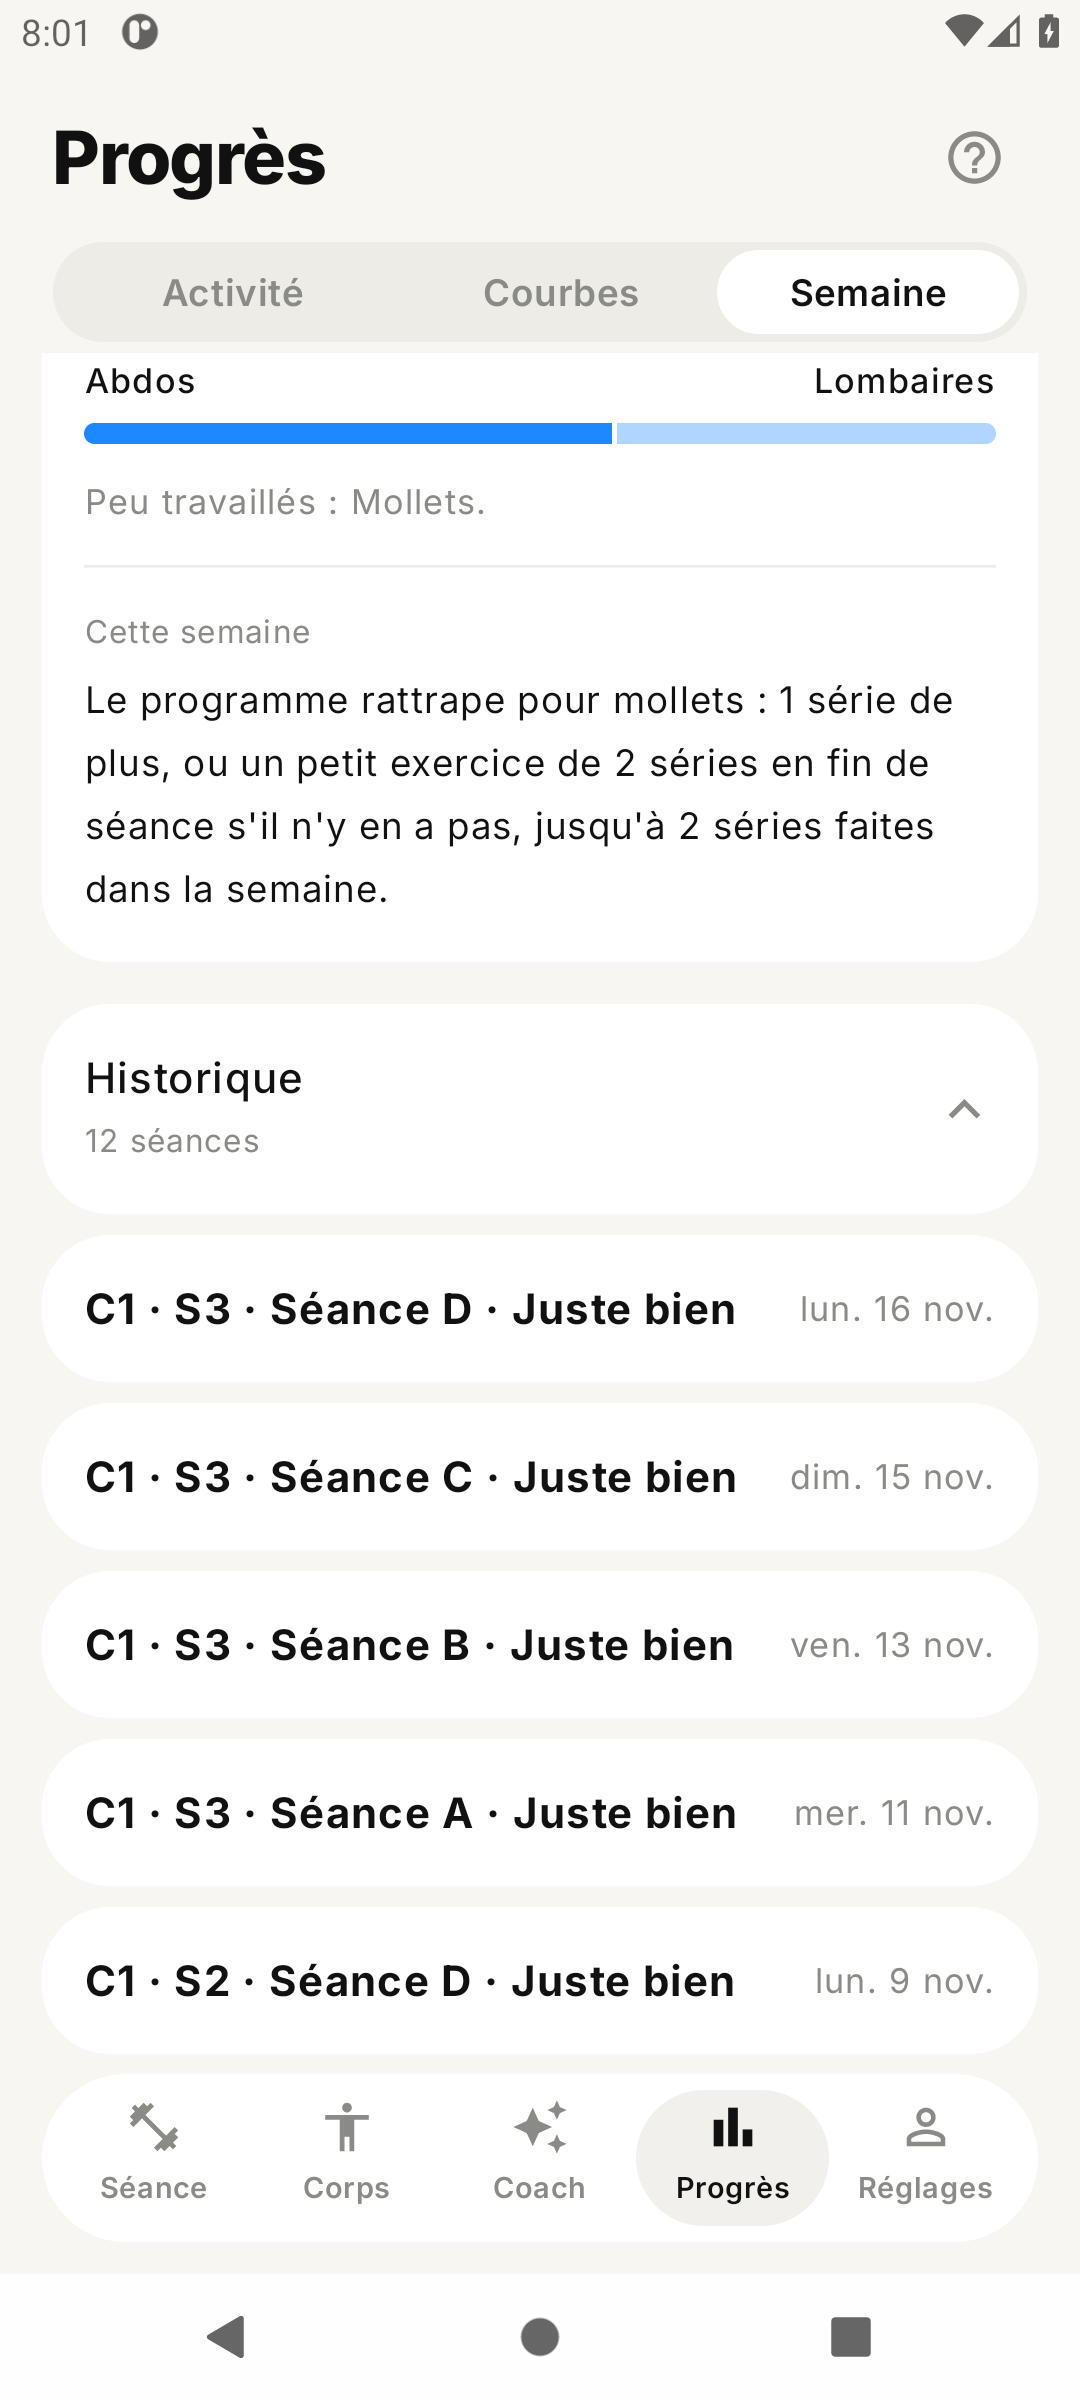 8:01
Progrès
Activité
Courbes
Semaine
Abdos
Lombaires
Peu travaillés : Mollets.
Cette semaine
Le programme rattrape pour mollets : 1 série de
plus, ou un petit exercice de 2 séries en fin de
séance s'il n'y en a pas, jusqu'à 2 séries faites
dans la semaine.
Historique
12 séances
C1 · S3 · Séance D · Juste bien
lun. 16 nov.
C1 · S3 · Séance C · Juste bien
dim. 15 nov.
C1 · S3 · Séance B · Juste bien
ven. 13 nov.
C1 · S3 · Séance A · Juste bien
mer. 11 nov.
C1 · S2 · Séance D · Juste bien
lun. 9 nov.
Séance
Corps
Coach
Progrès
Réglages